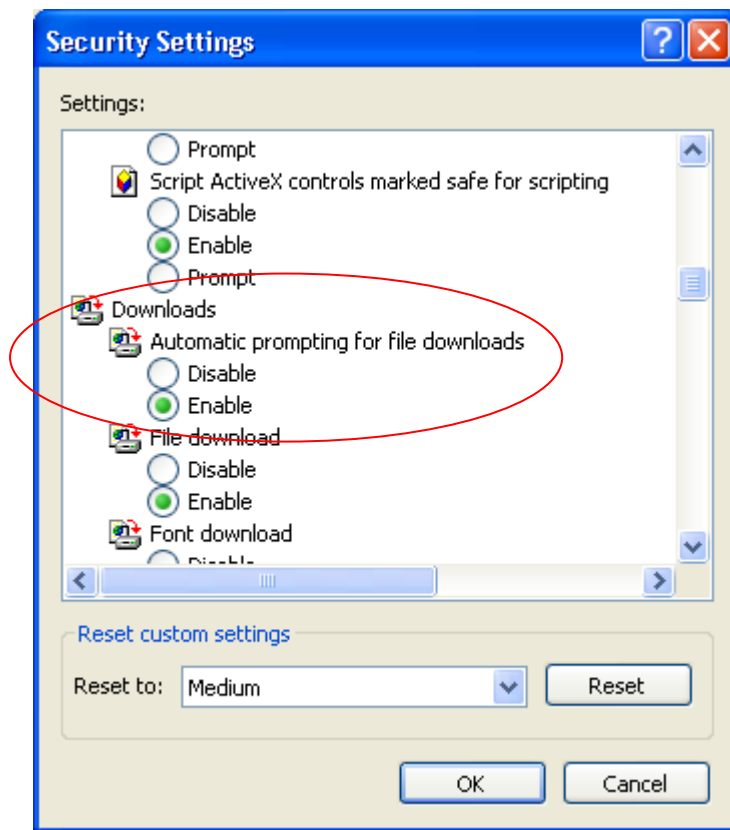 Security Settings
Settings:
Prompt
Script ActiveX controls marked safe for scripting
Disable
Enable
Prompt
Downloads
Automatic prompting for file downloads
Disable
Enable
File download
Disable
Enable
Font download
Disable
Reset custom settings
Reset to: Medium Reset
OK Cancel